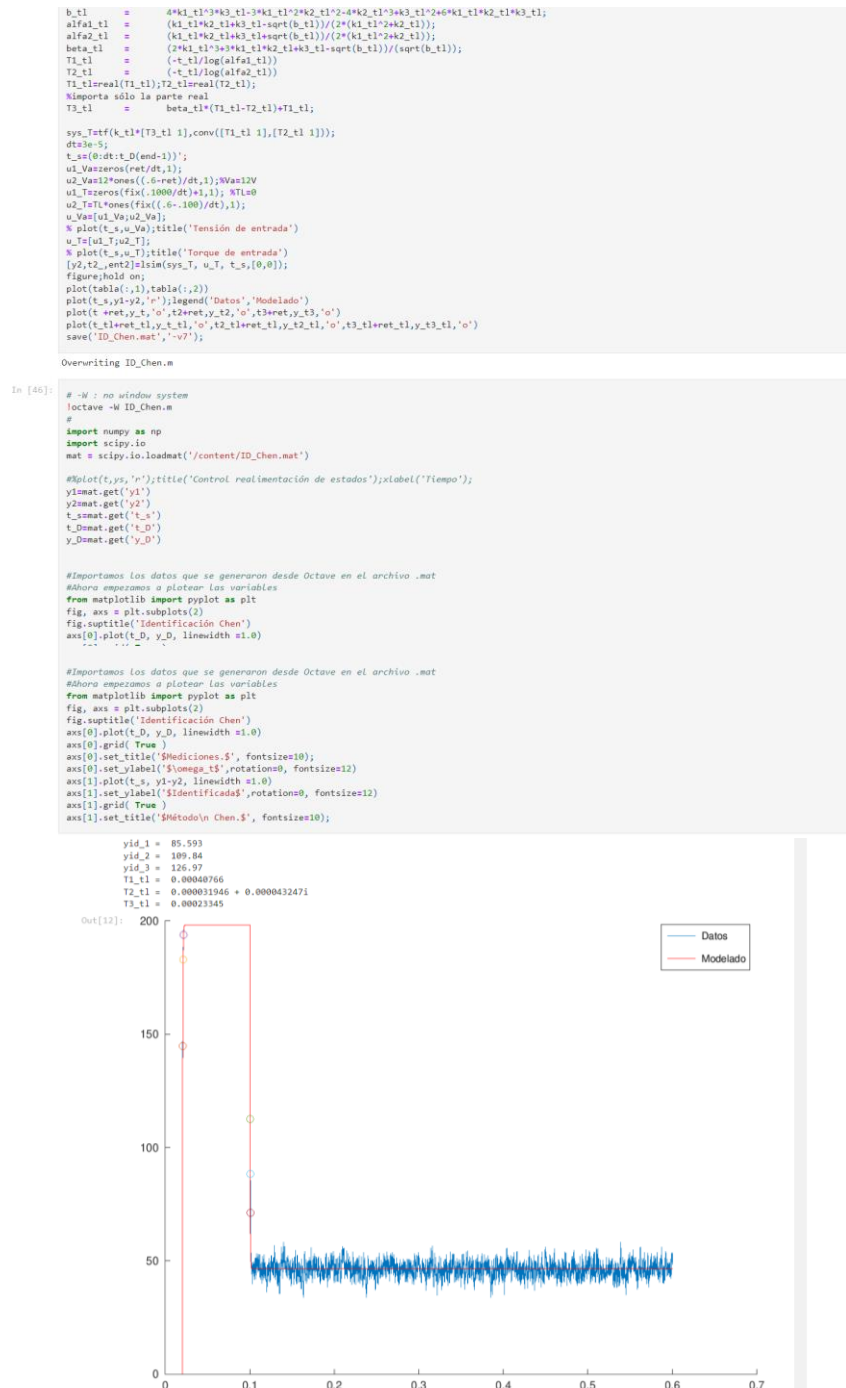 b_tl = 4*k1_tl^3*k3_tl-3*k1_tl^2*k2_tl^2-4*k2_tl^3+k3_tl^2+6*k1_tl*k2_tl*k3_tl;
alfa1_tl = (k1_tl*k2_tl+k3_tl-sqrt(b_tl))/(2*(k1_tl^2+k2_tl));
alfa2_tl = (k1_tl*k2_tl+k3_tl+sqrt(b_tl))/(2*(k1_tl^2+k2_tl));
beta_tl = (2*k1_tl^3+3*k1_tl*k2_tl+k3_tl-sqrt(b_tl))/(sqrt(b_tl));
T1_tl = (-t_tl/log(alfa1_tl))
T2_tl = (-t_tl/log(alfa2_tl))
T1_tl=real(T1_tl);T2_tl=real(T2_tl);
%importa sólo la parte real
T3_tl = beta_tl*(T1_tl-T2_tl)+T1_tl;
sys_T=tf(k_tl*[T3_tl 1],conv([T1_tl 1],[T2_tl 1]));
dt=3e-5;
t_s=(0:dt:t_D(end-1))';
u1_Va=zeros(ret/dt,1);
u2_Va=12*ones((.6-ret)/dt,1);%Va=12V
u1_T=zeros(fix(.1000/dt)+1,1); %TL=0
u2_T=TL*ones(fix((.6-.100)/dt),1);
u_Va=[u1_Va;u2_Va];
% plot(t_s,u_Va);title('Tensión de entrada')
u_T=[u1_T;u2_T];
% plot(t_s,u_T);title('Torque de entrada')
[y2,t2_,ent2]=lsim(sys_T, u_T, t_s,[0,0]);
figure;hold on;
plot(tabla(:,1),tabla(:,2))
plot(t_s,y1-y2,'r');legend('Datos','Modelado')
plot(t +ret,y_t,'o',t2+ret,y_t2,'o',t3+ret,y_t3,'o')
plot(t_tl+ret_tl,y_t_tl,'o',t2_tl+ret_tl,y_t2_tl,'o',t3_tl+ret_tl,y_t3_tl,'o')
save('ID_Chen.mat','-v7');
Overwriting ID_Chen.m
In [46]:
# -W : no window system
!octave -W ID_Chen.m
#
import numpy as np
import scipy.io
mat = scipy.io.loadmat('/content/ID_Chen.mat')
#%plot(t,ys,'r');title('Control realimentación de estados');xlabel('Tiempo');
y1=mat.get('y1')
y2=mat.get('y2')
t_s=mat.get('t_s')
t_D=mat.get('t_D')
y_D=mat.get('y_D')
#Importamos los datos que se generaron desde Octave en el archivo .mat
#Ahora empezamos a plotear las variables
from matplotlib import pyplot as plt
fig, axs = plt.subplots(2)
fig.suptitle('Identificación Chen')
axs[0].plot(t_D, y_D, linewidth =1.0)
#Importamos los datos que se generaron desde Octave en el archivo .mat
#Ahora empezamos a plotear las variables
from matplotlib import pyplot as plt
fig, axs = plt.subplots(2)
fig.suptitle('Identificación Chen')
axs[0].plot(t_D, y_D, linewidth =1.0)
axs[0].grid( True )
axs[0].set_title('$Mediciones.$', fontsize=10);
axs[0].set_ylabel('$\omega_t$',rotation=0, fontsize=12)
axs[1].plot(t_s, y1-y2, linewidth =1.0)
axs[1].set_ylabel('$Identificada$',rotation=0, fontsize=12)
axs[1].grid( True )
axs[1].set_title('$Método\n Chen.$', fontsize=10);
yid_1 = 85.593
yid_2 = 109.84
yid_3 = 126.97
T1_tl = 0.00040766
T2_tl = 0.000031946 + 0.000043247i
T3_tl = 0.00023345
Out[12]:
200
Datos
Modelado
150
100
50
0
0 0.1 0.2 0.3 0.4 0.5 0.6 0.7